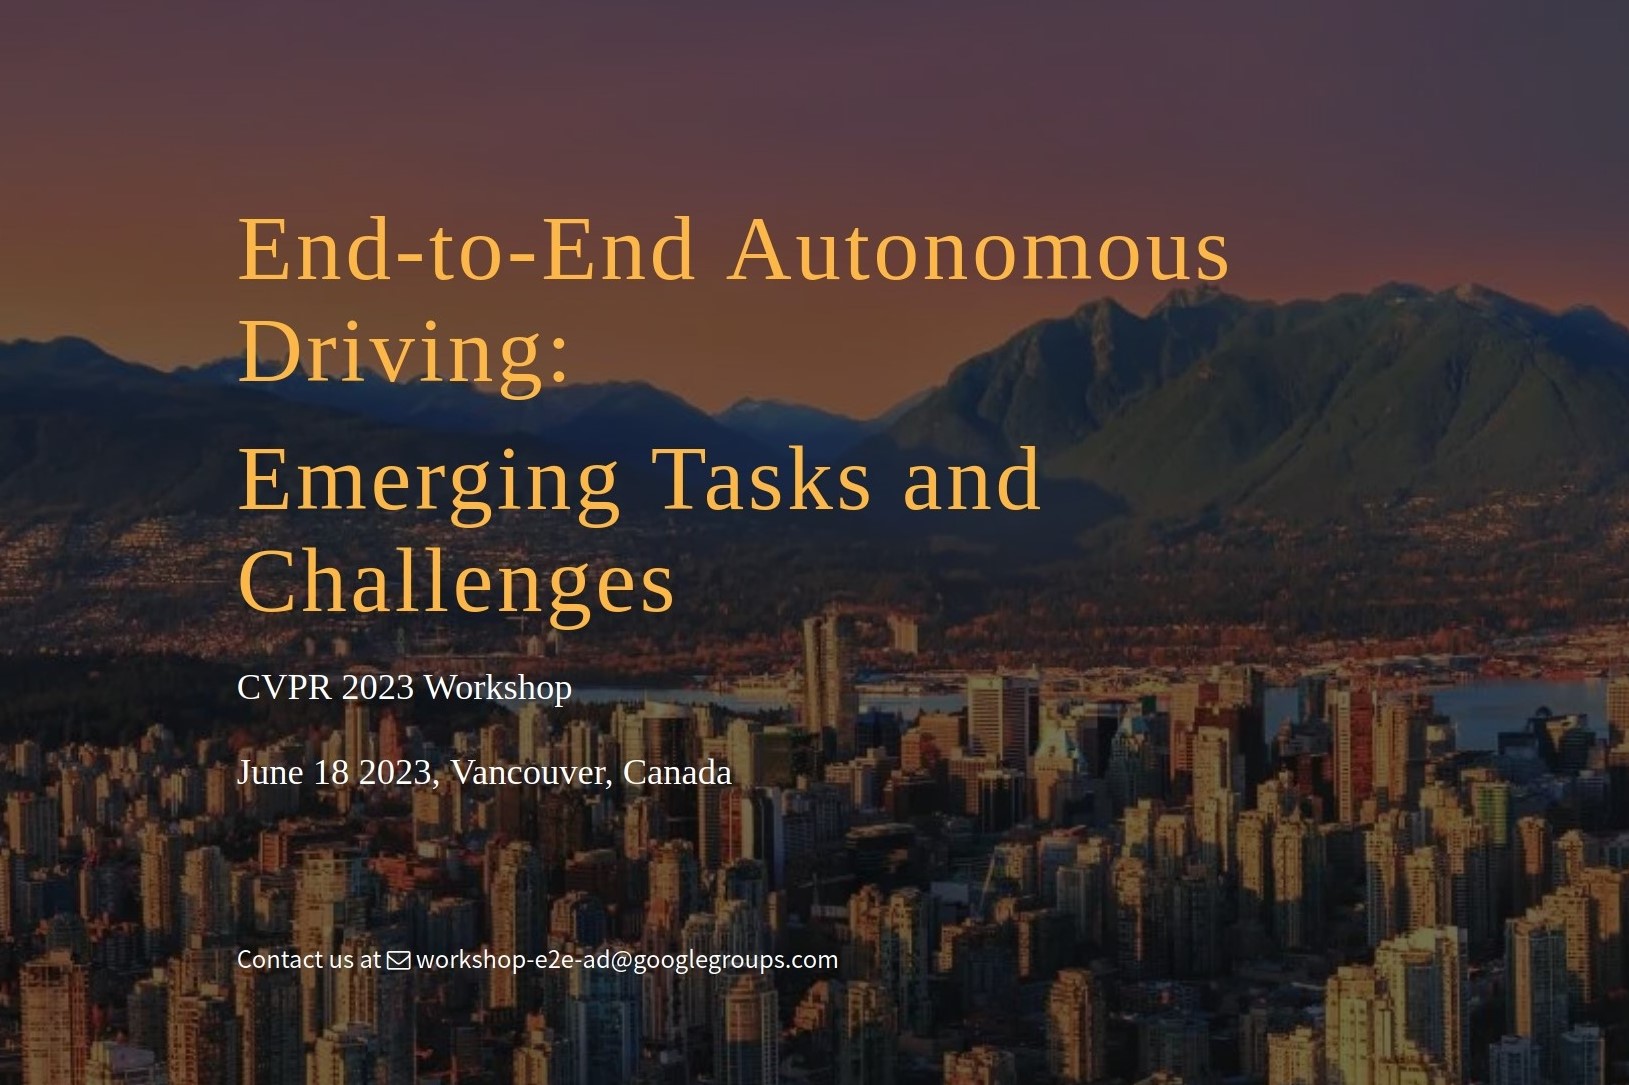 End-to-End Autonomous
Driving:
Emerging Tasks and
Challenges
CVPR 2023 Workshop
June 18 2023, Vancouver, Canada
Contact us at workshop-e2e-ad@googlegroups.com